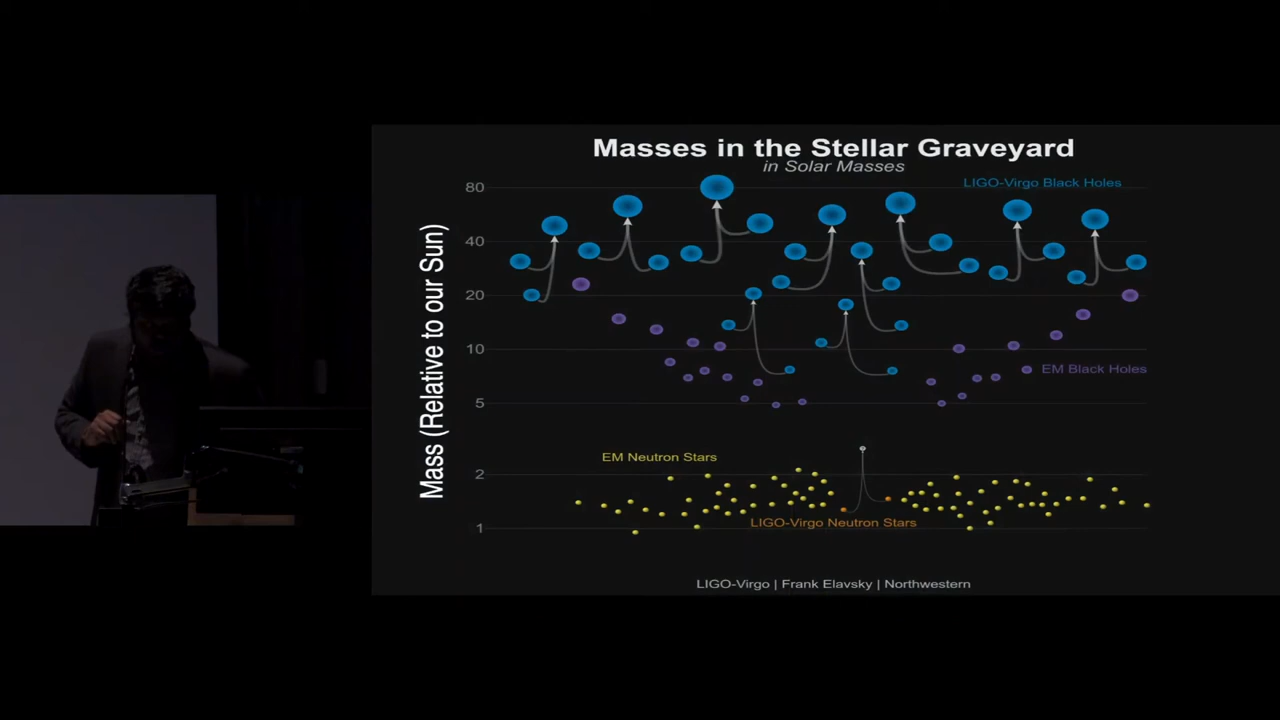 Masses in the Stellar Graveyard
in Solar Masses
LIGO-Virgo Black Holes
80
40
20
10
5
2
1
Mass (Relative to our Sun)
EM Black Holes
EM Neutron Stars
LIGO-Virgo Neutron Stars
LIGO-Virgo | Frank Elavsky | Northwestern